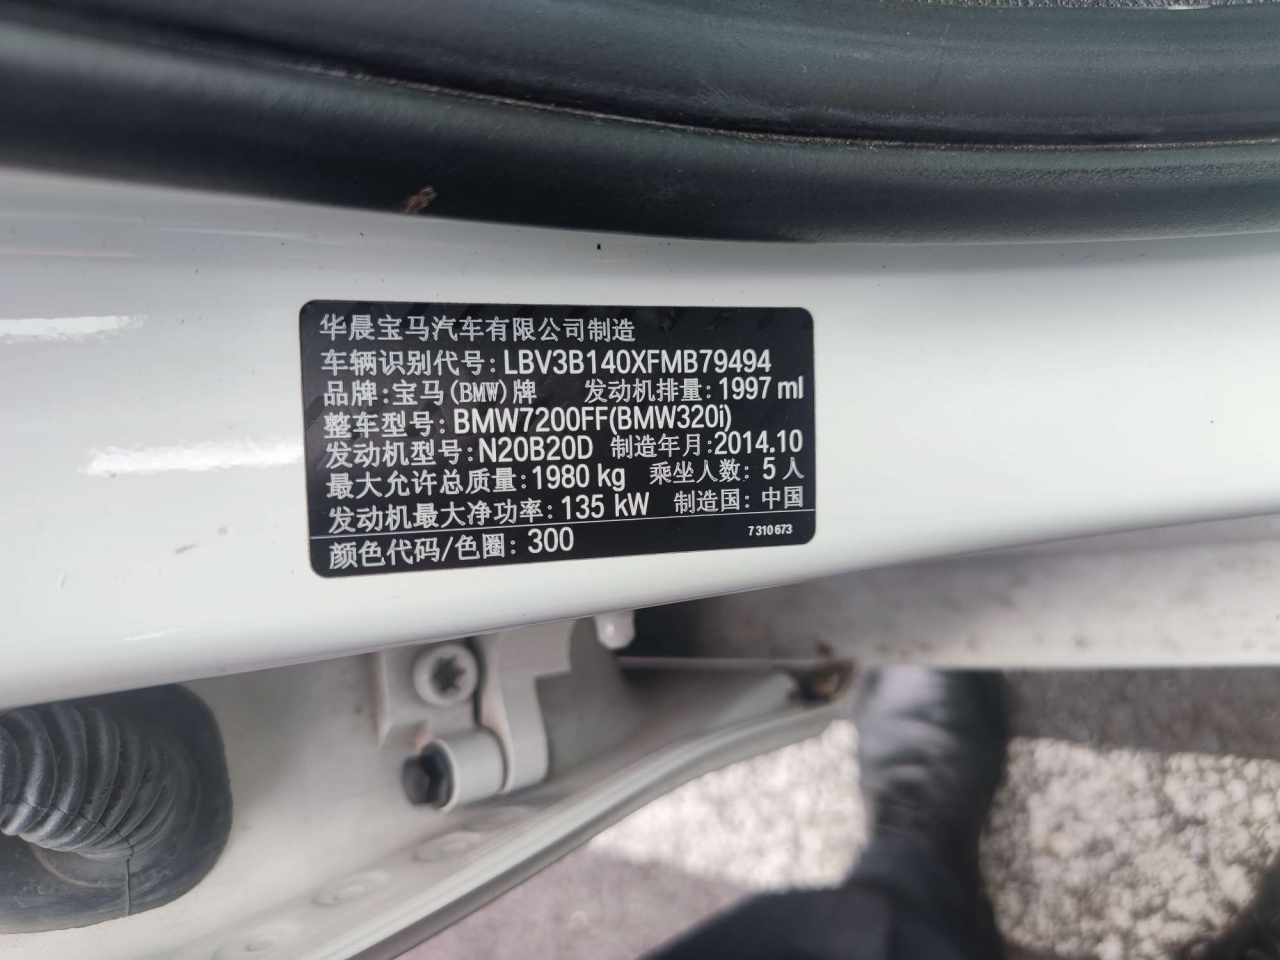 华晨宝马汽车有限公司制造
车辆识别代号: LBV3B140XFMB79494
品牌: 宝马(BMW)牌 发动机排量: 1997 ml
整车型号: BMW7200FF(BMW320i)
发动机型号: N20B20D 制造年月: 2014.10
最大允许总质量: 1980 kg 乘坐人数: 5 人
发动机最大净功率: 135 kW 制造国: 中国
颜色代码/色圈: 300 7 310 673